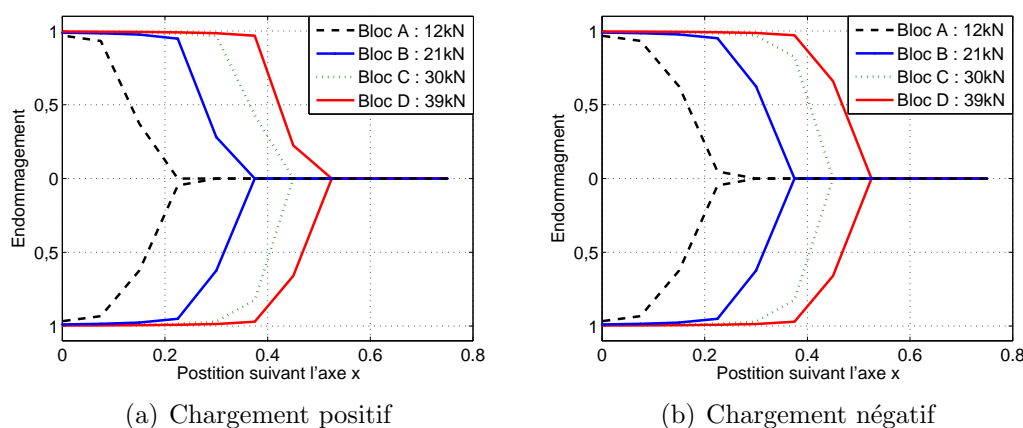 Bloc A : 12kN
Bloc B : 21kN
Bloc C : 30kN
Bloc D : 39kN
1
0,5
0
0,5
1
Endommagement
0
0.2
0.4
0.6
0.8
Postition suivant l'axe x
(a) Chargement positif
Bloc A : 12kN
Bloc B : 21kN
Bloc C : 30kN
Bloc D : 39kN
1
0,5
0
0,5
1
Endommagment
0
0.2
0.4
0.6
0.8
Postition suivant l'axe x
(b) Chargement négatif